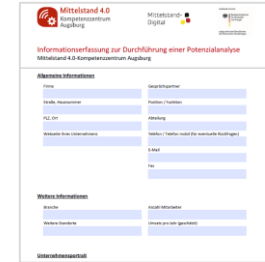 Mittelstand 4.0
Kompetenzzentrum
Augsburg
Mittelstand-
Digital
Informationserfassung zur Durchführung einer Potenzialanalyse
Mittelstand 4.0-Kompetenzzentrum Augsburg
Allgemeine Informationen
Firma
Gesprächspartner
Straße, Hausnummer
Position / Funktion
PLZ, Ort
Abteilung
Webseite Ihres Unternehmens
Telefon / Telefon mobil (für eventuelle Rückfragen)
E-Mail
Fax
Weitere Informationen
Branche
Anzahl Mitarbeiter
Weitere Standorte
Umsatz pro Jahr (geschätzt)
Unternehmensportrait